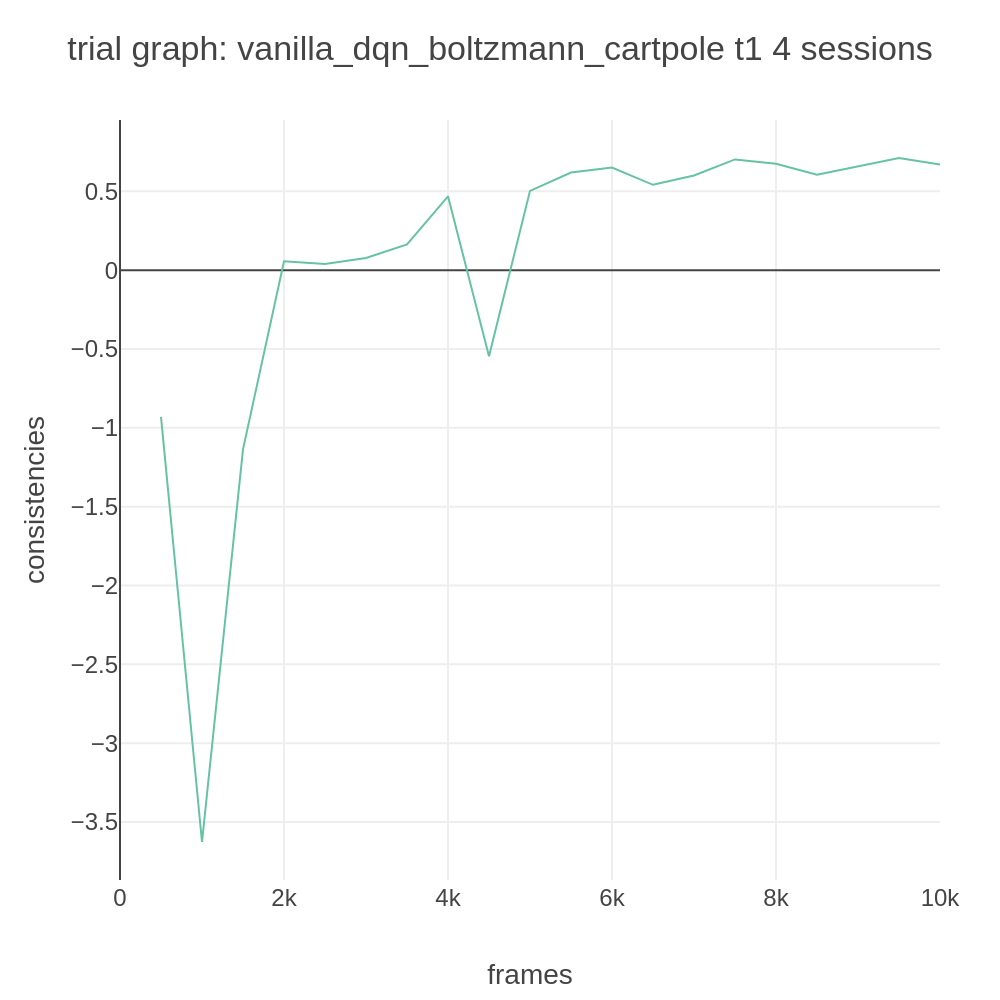 trial graph: vanilla_dqn_boltzmann_cartpole t1 4 sessions
consistencies
0.5
0
−0.5
−1
−1.5
−2
−2.5
−3
−3.5
0 2k 4k 6k 8k 10k
frames